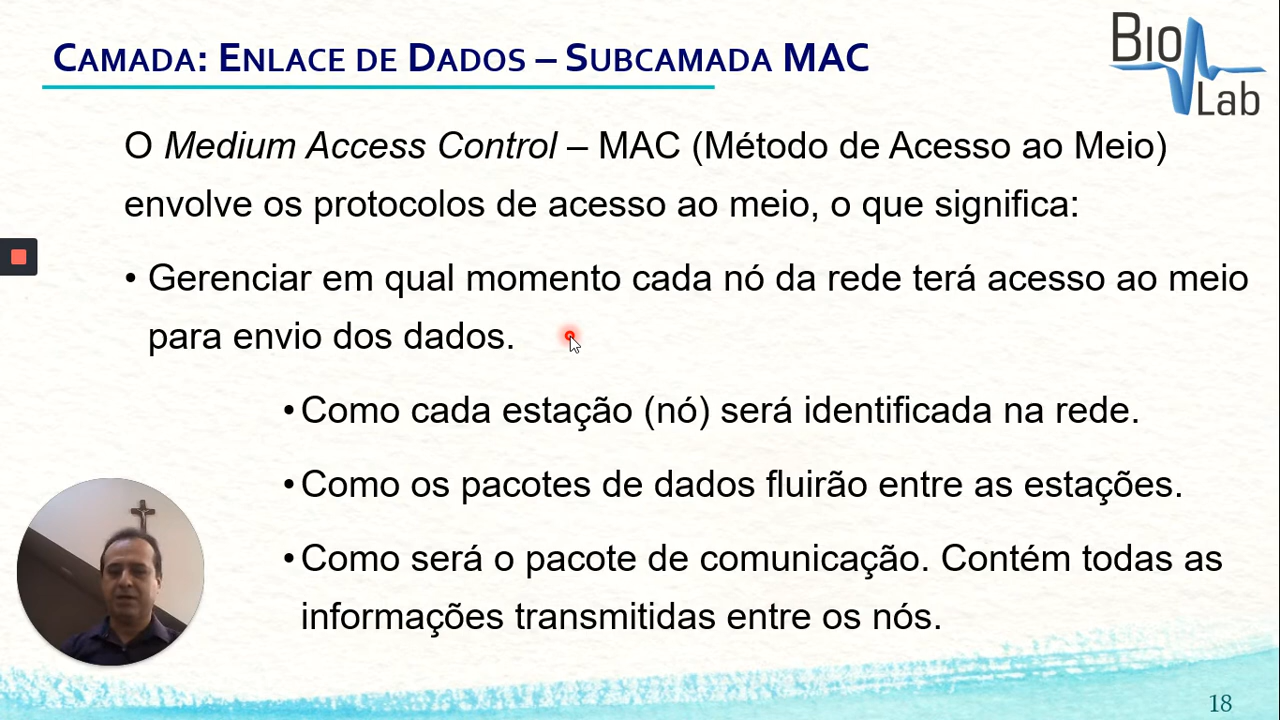 CAMADA: ENLACE DE DADOS – SUBCAMADA MAC
Bio
Lab
O Medium Access Control – MAC (Método de Acesso ao Meio)
envolve os protocolos de acesso ao meio, o que significa:
• Gerenciar em qual momento cada nó da rede terá acesso ao meio
para envio dos dados.
• Como cada estação (nó) será identificada na rede.
• Como os pacotes de dados fluirão entre as estações.
• Como será o pacote de comunicação. Contém todas as
informações transmitidas entre os nós.
18